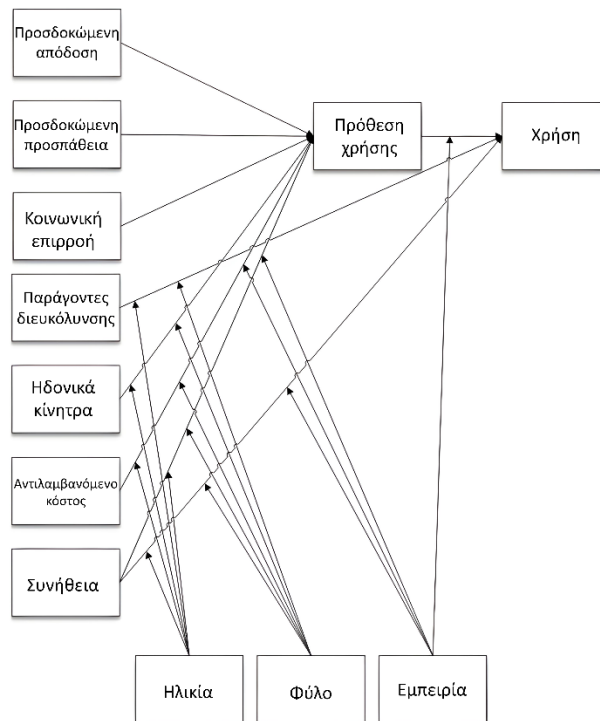 Προσδοκώμενη
απόδοση
Προσδοκώμενη
προσπάθεια
Πρόθεση
χρήσης
Χρήση
Κοινωνική
επιρροή
Παράγοντες
διευκόλυνσης
Ηδονικά
κίνητρα
Αντιλαμβανόμενο
κόστος
Συνήθεια
Ηλικία
Φύλο
Εμπειρία